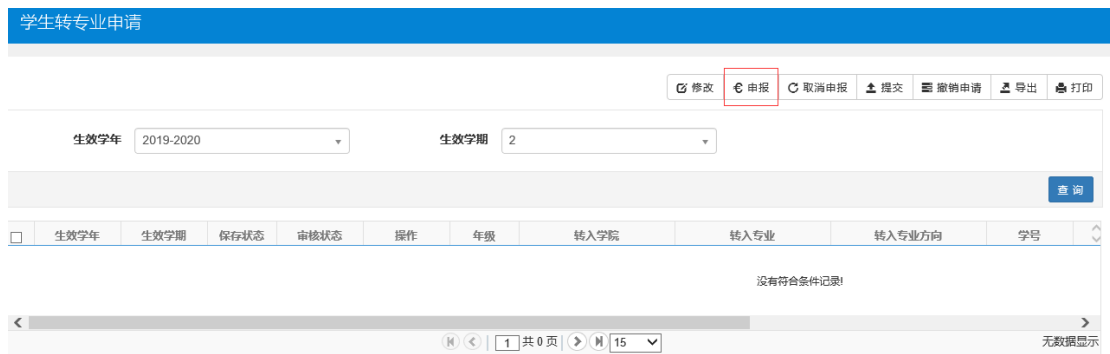 学生转专业申请
修改 申报 取消申报 提交 撤销申请 导出 打印
生效学年 2019-2020 生效学期 2
查 询
生效学年 生效学期 保存状态 审核状态 操作 年级 转入学院 转入专业 转入专业方向 学号
没有符合条件记录!
1 共 0 页 15 无数据显示